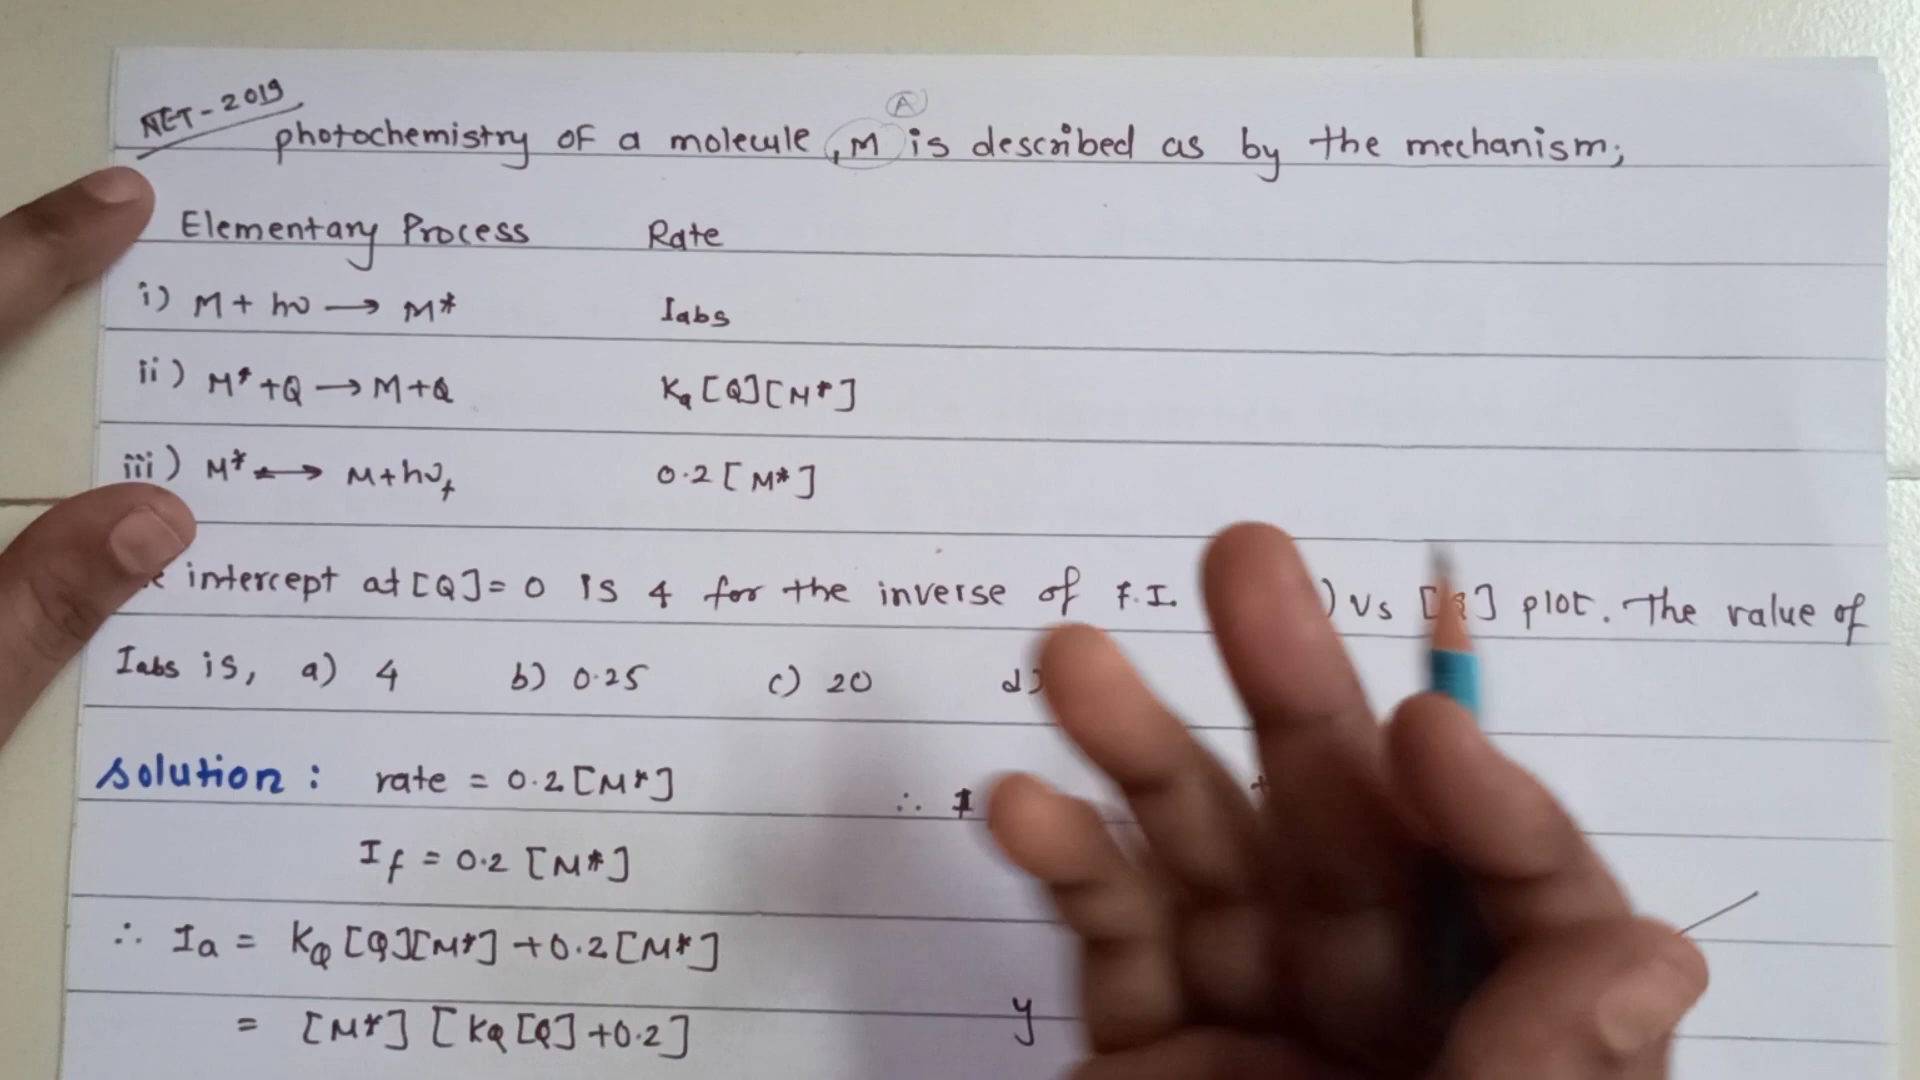 NET-2019
A
photochemistry of a molecule, M is described as by the mechanism;
Elementary Process Rate
i) M + hν → M* Iabs
ii) M* + Q → M + Q Kq [Q][M*]
iii) M* ⟷ M + hνf 0.2 [M*]
intercept at [Q] = 0 is 4 for the inverse of F.I. ) vs [Q] plot. The value of
Iabs is, a) 4 b) 0.25 c) 20 d)
Solution : rate = 0.2 [M*]
∴ I
If = 0.2 [M*]
∴ Ia = KQ [Q][M*] + 0.2 [M*]
= [M*] [KQ [Q] + 0.2]
y